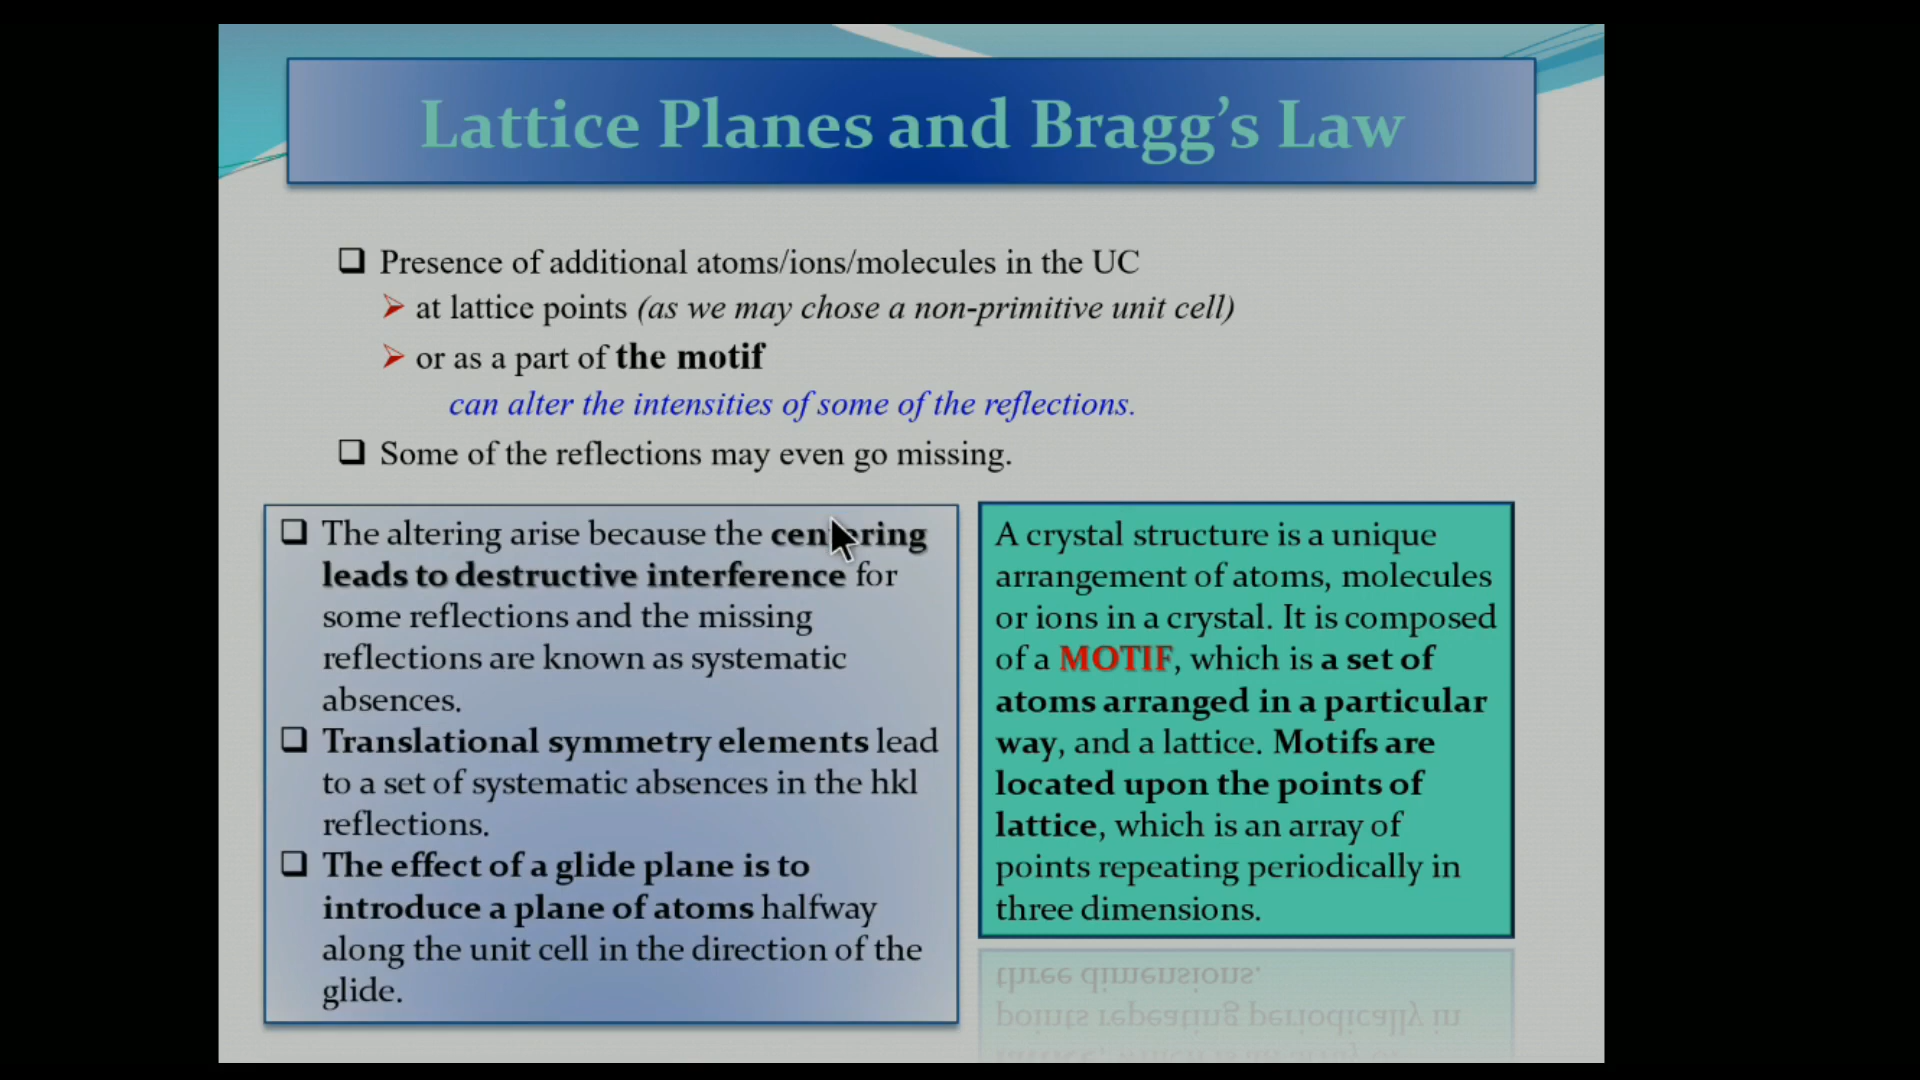 Lattice Planes and Bragg's Law
Presence of additional atoms/ions/molecules in the UC
at lattice points (as we may chose a non-primitive unit cell)
or as a part of the motif
can alter the intensities of some of the reflections.
Some of the reflections may even go missing.
The altering arise because the centering
leads to destructive interference for
some reflections and the missing
reflections are known as systematic
absences.
Translational symmetry elements lead
to a set of systematic absences in the hkl
reflections.
The effect of a glide plane is to
introduce a plane of atoms halfway
along the unit cell in the direction of the
glide.
A crystal structure is a unique
arrangement of atoms, molecules
or ions in a crystal. It is composed
of a MOTIF, which is a set of
atoms arranged in a particular
way, and a lattice. Motifs are
located upon the points of
lattice, which is an array of
points repeating periodically in
three dimensions.